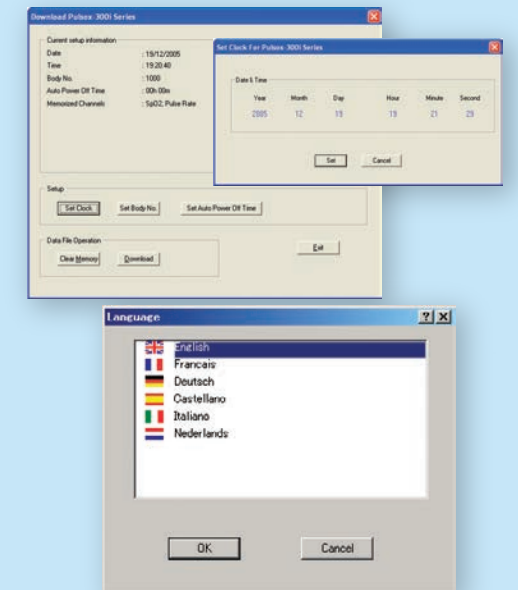 Download Pulsox-300i Series
Current setup information
Date : 19/12/2005
Time : 19:20:40
Body No. : 1000
Auto Power Off Time : 00h 00m
Memorized Channels : SpO2, Pulse Rate
Setup
Set Clock Set Body No. Set Auto Power Off Time
Data File Operation
Clear Memory Download
Exit
Set Clock For Pulsox-300i Series
Date & Time
Year Month Day Hour Minute Second
2005 12 19 19 21 29
Set Cancel
Language
English
Francais
Deutsch
Castellano
Italiano
Nederlands
OK Cancel